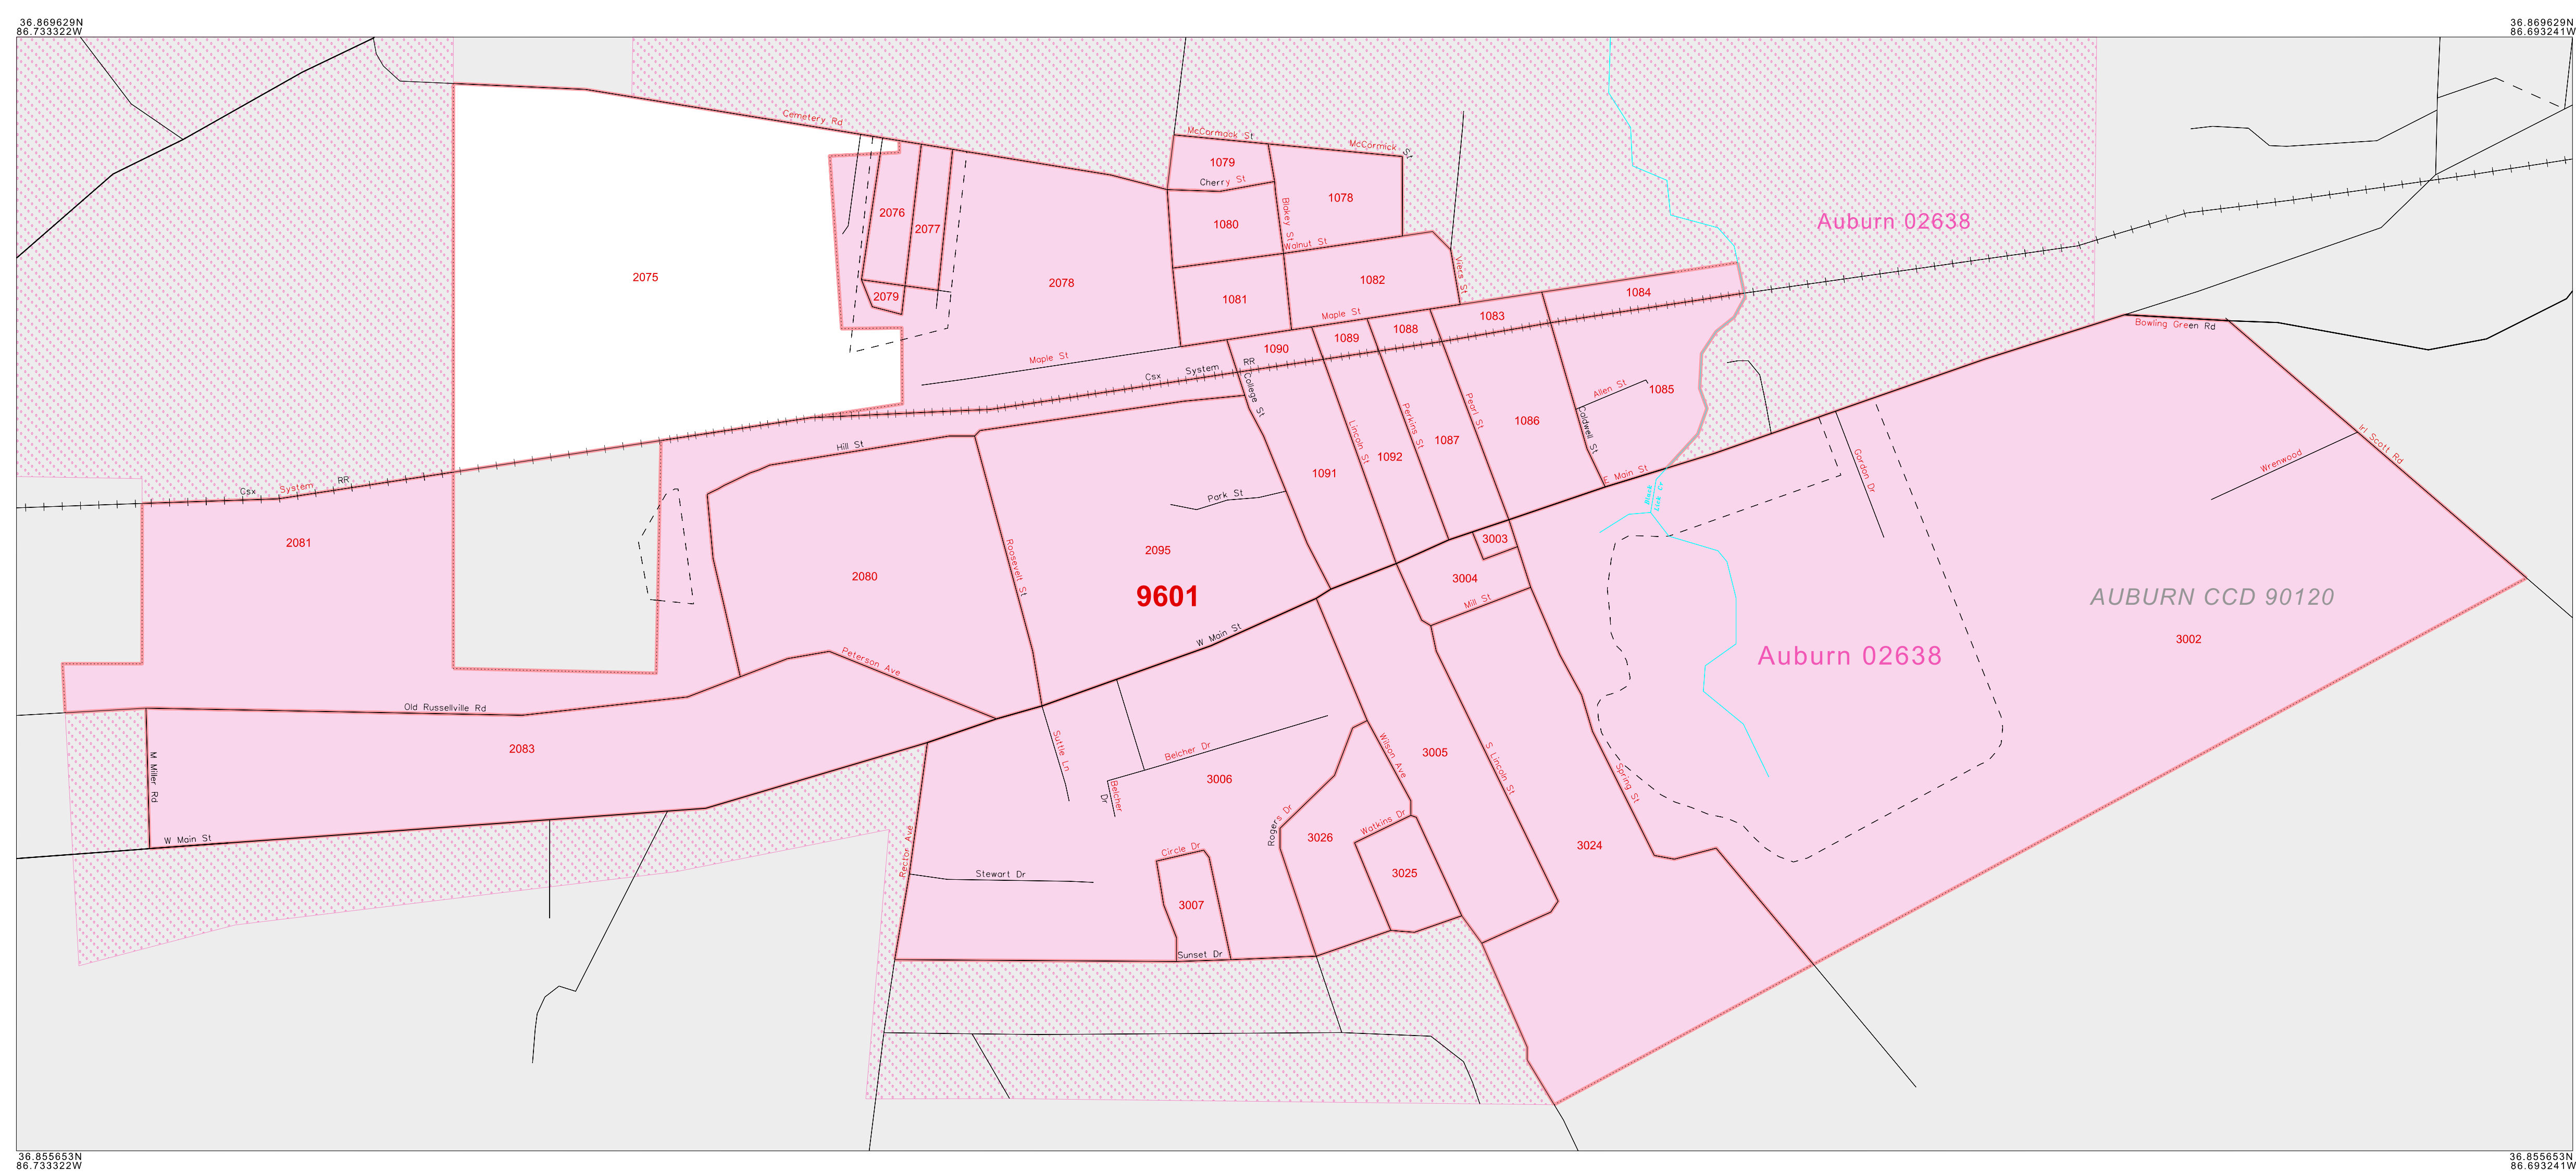 36.869629N
86.733322W
36.869629N
86.693241W
Cemetery Rd
McCormack St
McCormick St
1079
Cherry St
1078
2076
2077
1080
Blakey St
Walnut St
Auburn 02638
2075
2078
2079
1081
1082
Viers St
1084
Maple St
1083
1088
1089
1090
Bowling Green Rd
Maple St
RR
Csx System
College St
Allen St
1085
Caldwell St
Pearl St
Perkins St
Lincoln St
1086
1087
1092
1091
Hill St
Irl Scott Rd
Wrenwood
Gordon Dr
E Main St
Csx System RR
Park St
Black Lick Cr
2081
2095
3003
2080
Roosevelt St
3004
9601
Mill St
AUBURN CCD 90120
W Main St
3002
Auburn 02638
Peterson Ave
Old Russellville Rd
2083
Suttle Ln
Belcher Dr
3005
Wilson Ave
S Lincoln St
M Miller Rd
3006
Belcher Dr
Spring St
W Main St
Rector Ave
Rogers Dr
Watkins Dr
3026
Circle Dr
3024
Stewart Dr
3025
3007
Sunset Dr
36.855653N
86.733322W
36.855653N
86.693241W